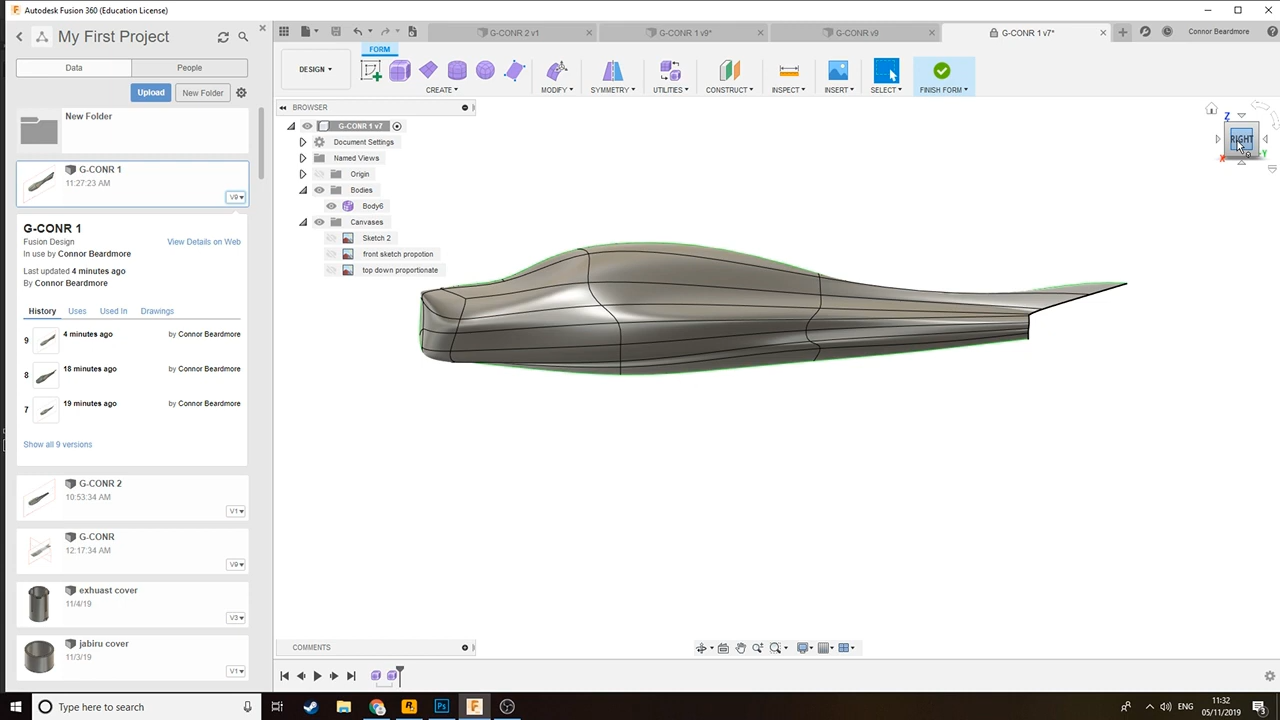 Autodesk Fusion 360 (Education License)
My First Project
Data
People
Upload
New Folder
New Folder
G-CONR 1
11:27:23 AM
V9▾
G-CONR 1
Fusion Design
View Details on Web
In use by Connor Beardmore
Last updated 4 minutes ago
By Connor Beardmore
History
Uses
Used In
Drawings
9
4 minutes ago
by Connor Beardmore
8
18 minutes ago
by Connor Beardmore
7
19 minutes ago
by Connor Beardmore
Show all 9 versions
G-CONR 2
10:53:34 AM
V1▾
G-CONR
12:17:34 AM
V9▾
exhuast cover
11/4/19
V3▾
jabiru cover
11/3/19
V1▾
G-CONR 2 v1
G-CONR 1 v9*
G-CONR v9
G-CONR 1 v7*
Connor Beardmore
FORM
DESIGN ▾
CREATE ▾
MODIFY ▾
SYMMETRY ▾
UTILITIES ▾
CONSTRUCT ▾
INSPECT ▾
INSERT ▾
SELECT ▾
FINISH FORM ▾
BROWSER
G-CONR 1 v7
Document Settings
Named Views
Origin
Bodies
Body6
Canvases
Sketch 2
front sketch propotion
top down proportionate
Z
RIGHT
X
Y
COMMENTS
Type here to search
Ps
F
ENG
11:32
05/11/2019
3